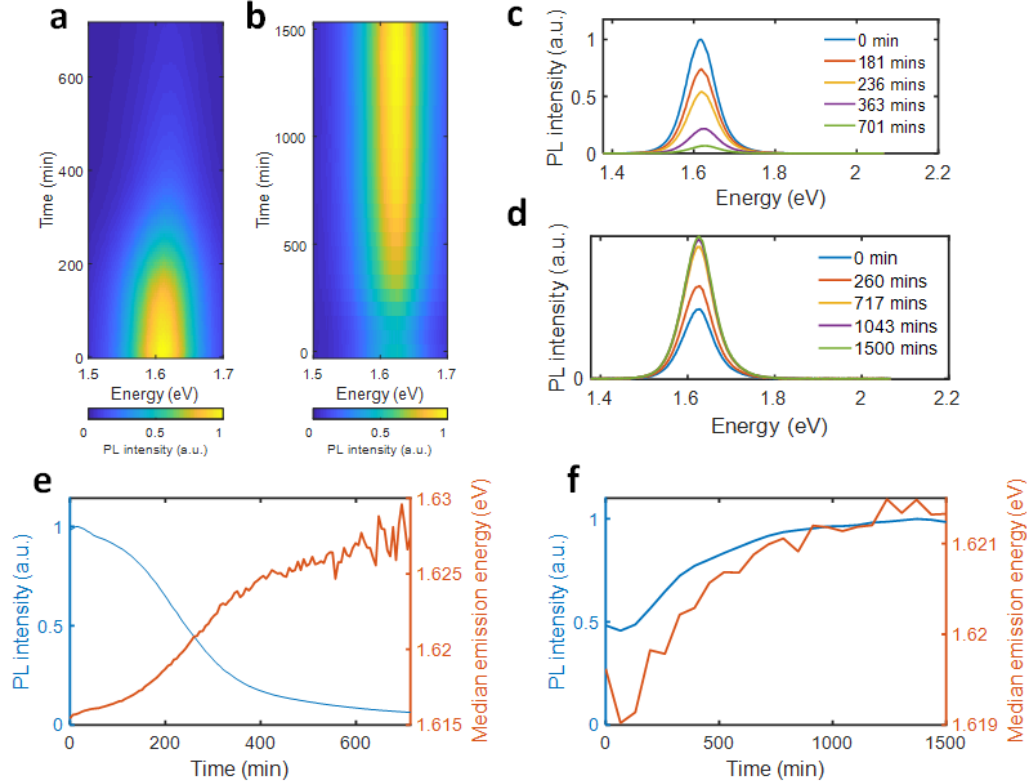 a
Time (min)
600
400
200
0
1.5
1.6
1.7
Energy (eV)
0
0.5
1
PL intensity (a.u.)
b
Time (min)
1500
1000
500
0
1.5
1.6
1.7
Energy (eV)
0
0.5
1
PL intensity (a.u.)
c
PL intensity (a.u.)
1
0.5
0
0 min
181 mins
236 mins
363 mins
701 mins
1.4
1.6
1.8
2
2.2
Energy (eV)
d
PL intensity (a.u.)
0
0 min
260 mins
717 mins
1043 mins
1500 mins
1.4
1.6
1.8
2
2.2
Energy (eV)
e
PL intensity (a.u.)
1
0.5
0
0
200
400
600
Time (min)
1.63
1.625
1.62
1.615
Median emission energy (eV)
f
PL intensity (a.u.)
1
0.5
0
0
500
1000
1500
Time (min)
1.621
1.62
1.619
Median emission energy (eV)